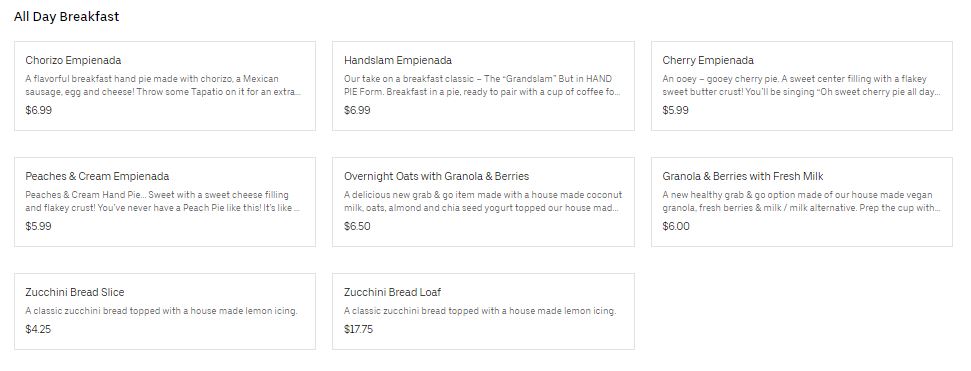 All Day Breakfast
Chorizo Empienada
A flavorful breakfast hand pie made with chorizo, a Mexican
sausage, egg and cheese! Throw some Tapatio on it for an extra...
$6.99
Handslam Empienada
Our take on a breakfast classic – The "Grandslam" But in HAND
PIE Form. Breakfast in a pie, ready to pair with a cup of coffee fo...
$6.99
Cherry Empienada
An ooey – gooey cherry pie. A sweet center filling with a flakey
sweet butter crust! You'll be singing "Oh sweet cherry pie all day...
$5.99
Peaches & Cream Empienada
Peaches & Cream Hand Pie... Sweet with a sweet cheese filling
and flakey crust! You've never have a Peach Pie like this! It's like ...
$5.99
Overnight Oats with Granola & Berries
A delicious new grab & go item made with a house made coconut
milk, oats, almond and chia seed yogurt topped our house mad...
$6.50
Granola & Berries with Fresh Milk
A new healthy grab & go option made of our house made vegan
granola, fresh berries & milk / milk alternative. Prep the cup with...
$6.00
Zucchini Bread Slice
A classic zucchini bread topped with a house made lemon icing.
$4.25
Zucchini Bread Loaf
A classic zucchini bread topped with a house made lemon icing.
$17.75